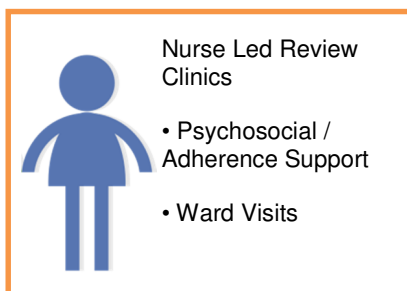 Nurse Led Review
Clinics
• Psychosocial /
Adherence Support
• Ward Visits